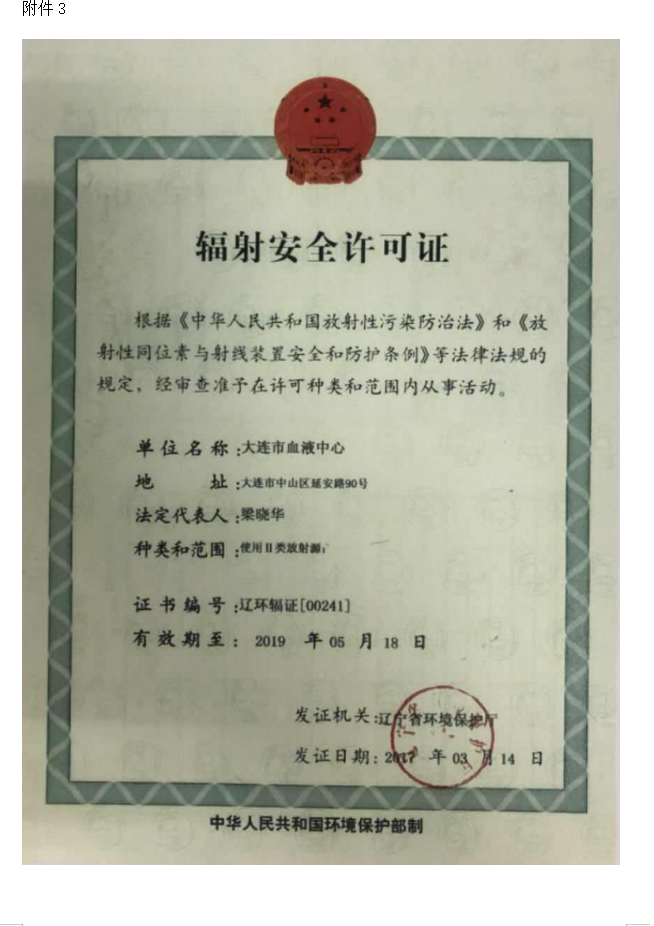 附件 3
辐射安全许可证
根据《中华人民共和国放射性污染防治法》和《放
射性同位素与射线装置安全和防护条例》等法律法规的
规定，经审查准予在许可种类和范围内从事活动。
单位名称:大连市血液中心
地　　址:大连市中山区延安路90号
法定代表人:梁晓华
种类和范围:使用Ⅱ类放射源;
证书编号:辽环辐证[00241]
有效期至: 2019 年 05 月 18 日
发证机关:辽宁省环境保护厅
发证日期: 2017 年 03 月 14 日
中华人民共和国环境保护部制